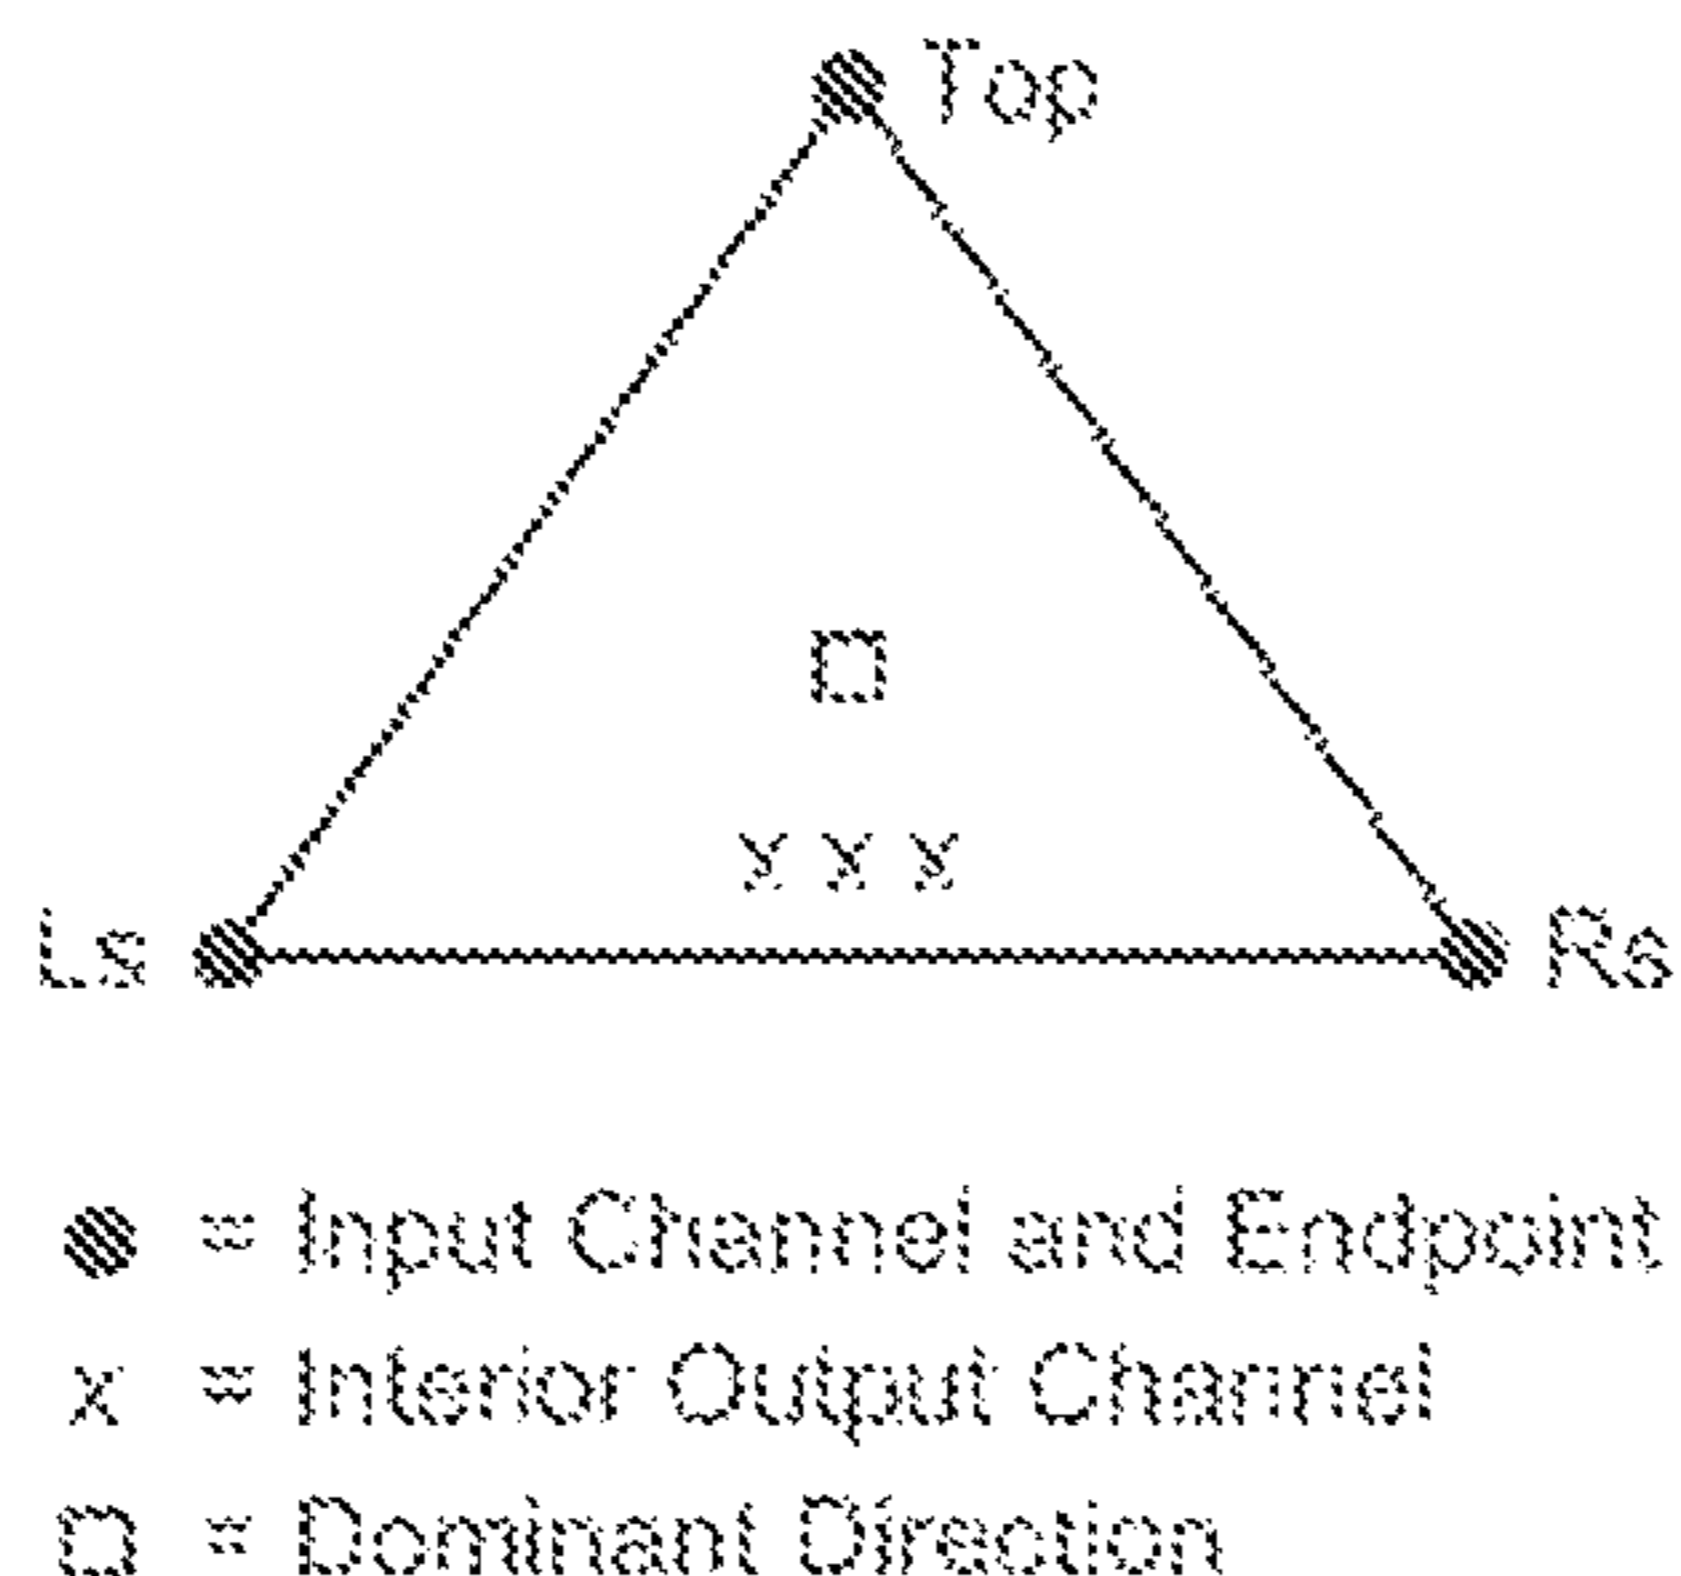 Top
x x x
Ls Rs
= Input Channel and Endpoint
x = Interior Output Channel
= Dominant Direction